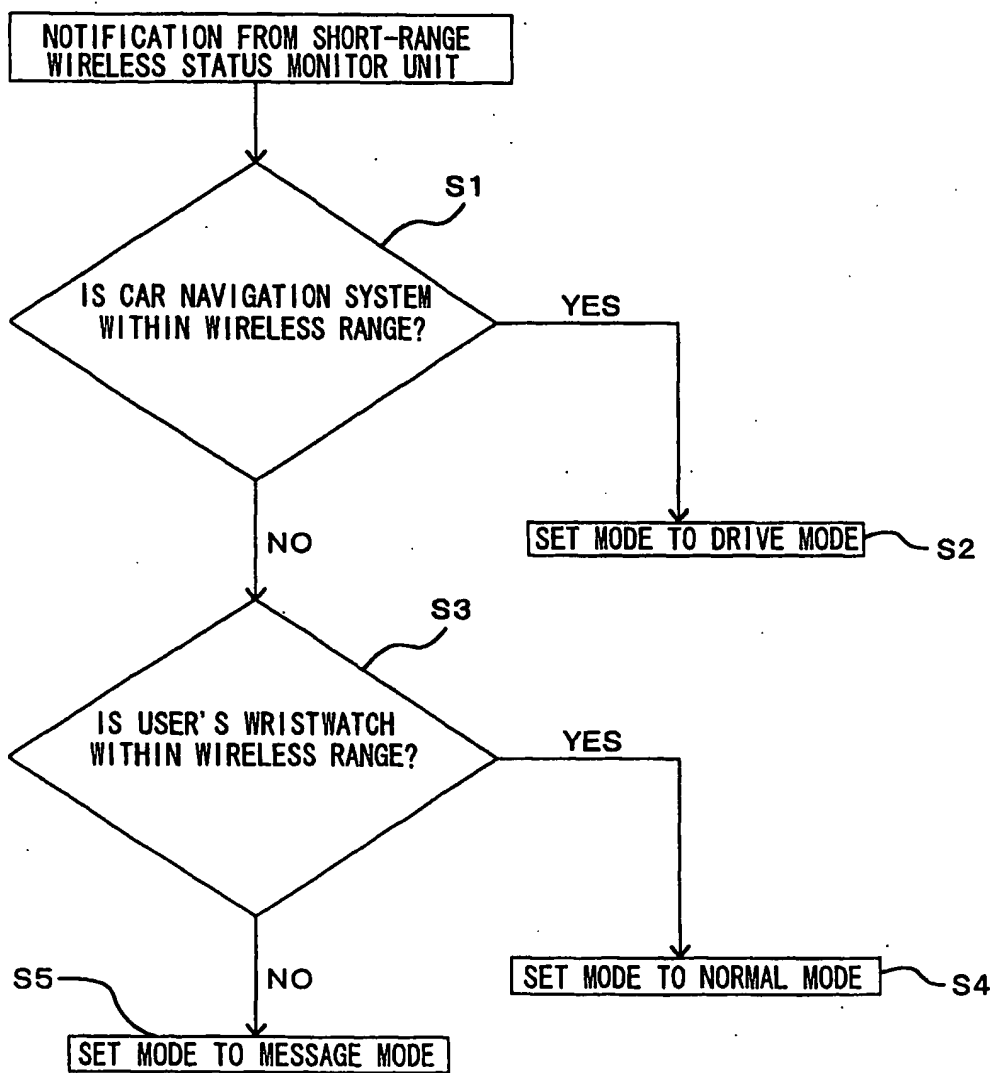 NOTIFICATION FROM SHORT-RANGE
WIRELESS STATUS MONITOR UNIT
S1
IS CAR NAVIGATION SYSTEM
WITHIN WIRELESS RANGE?
YES
NO
SET MODE TO DRIVE MODE
S2
S3
IS USER'S WRISTWATCH
WITHIN WIRELESS RANGE?
YES
NO
SET MODE TO NORMAL MODE
S4
S5
SET MODE TO MESSAGE MODE